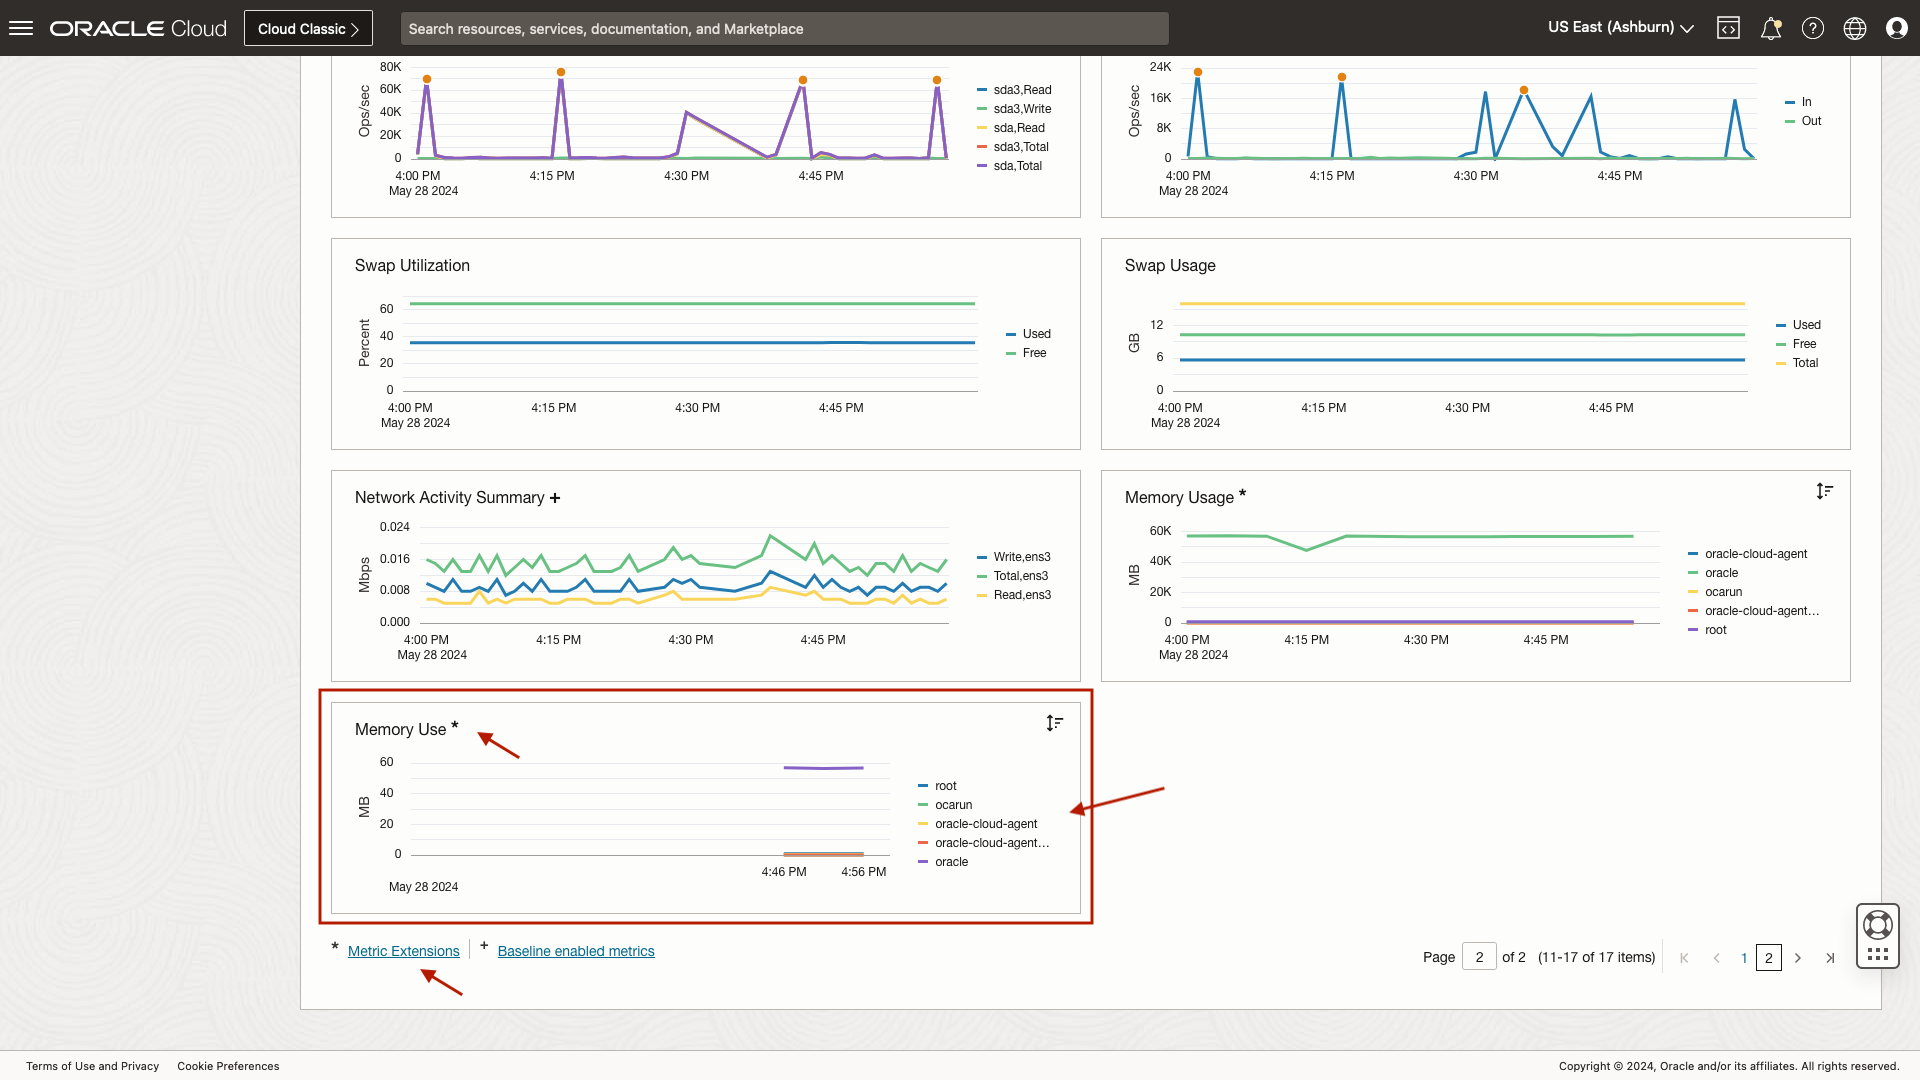 ORACLE Cloud
Cloud Classic
Search resources, services, documentation, and Marketplace
US East (Ashburn)
80K
60K
40K
20K
0
Ops/sec
4:00 PM
4:15 PM
4:30 PM
4:45 PM
May 28 2024
sda3,Read
sda3,Write
sda,Read
sda3,Total
sda,Total
24K
16K
8K
0
Ops/sec
4:00 PM
4:15 PM
4:30 PM
4:45 PM
May 28 2024
In
Out
Swap Utilization
60
40
20
0
Percent
4:00 PM
4:15 PM
4:30 PM
4:45 PM
May 28 2024
Used
Free
Swap Usage
12
6
0
GB
4:00 PM
4:15 PM
4:30 PM
4:45 PM
May 28 2024
Used
Free
Total
Network Activity Summary +
0.024
0.016
0.008
0.000
Mbps
4:00 PM
4:15 PM
4:30 PM
4:45 PM
May 28 2024
Write,ens3
Total,ens3
Read,ens3
Memory Usage *
60K
40K
20K
0
MB
4:00 PM
4:15 PM
4:30 PM
4:45 PM
May 28 2024
oracle-cloud-agent
oracle
ocarun
oracle-cloud-agent...
root
Memory Use *
60
40
20
0
MB
4:46 PM
4:56 PM
May 28 2024
root
ocarun
oracle-cloud-agent
oracle-cloud-agent...
oracle
* Metric Extensions
+ Baseline enabled metrics
Page 2 of 2 (11-17 of 17 items)
1
2
Terms of Use and Privacy
Cookie Preferences
Copyright © 2024, Oracle and/or its affiliates. All rights reserved.